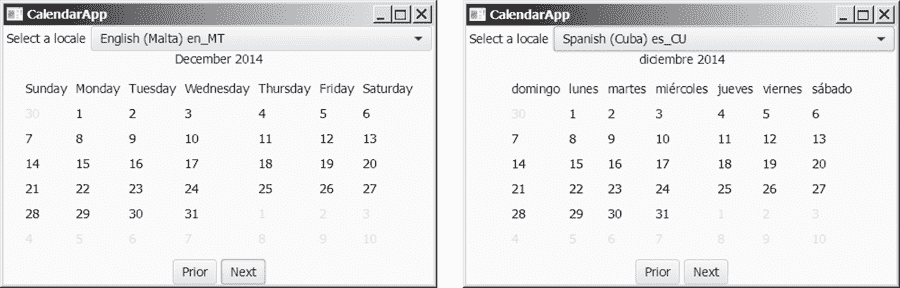 CalendarApp
Select a locale English (Malta) en_MT
December 2014
Sunday Monday Tuesday Wednesday Thursday Friday Saturday
30 1 2 3 4 5 6
7 8 9 10 11 12 13
14 15 16 17 18 19 20
21 22 23 24 25 26 27
28 29 30 31 1 2 3
4 5 6 7 8 9 10
Prior Next
CalendarApp
Select a locale Spanish (Cuba) es_CU
diciembre 2014
domingo lunes martes miércoles jueves viernes sábado
30 1 2 3 4 5 6
7 8 9 10 11 12 13
14 15 16 17 18 19 20
21 22 23 24 25 26 27
28 29 30 31 1 2 3
4 5 6 7 8 9 10
Prior Next